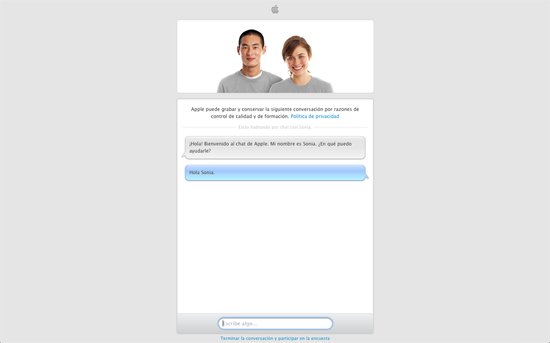 Apple puede grabar y conservar la siguiente conversación por razones de
control de calidad y de formación. Política de privacidad
Estás hablando por chat con Sonia.
¡Hola! Bienvenido al chat de Apple. Mi nombre es Sonia. ¿En qué puedo
ayudarle?
Hola Sonia.
Escribe algo...
Terminar la conversación y participar en la encuesta